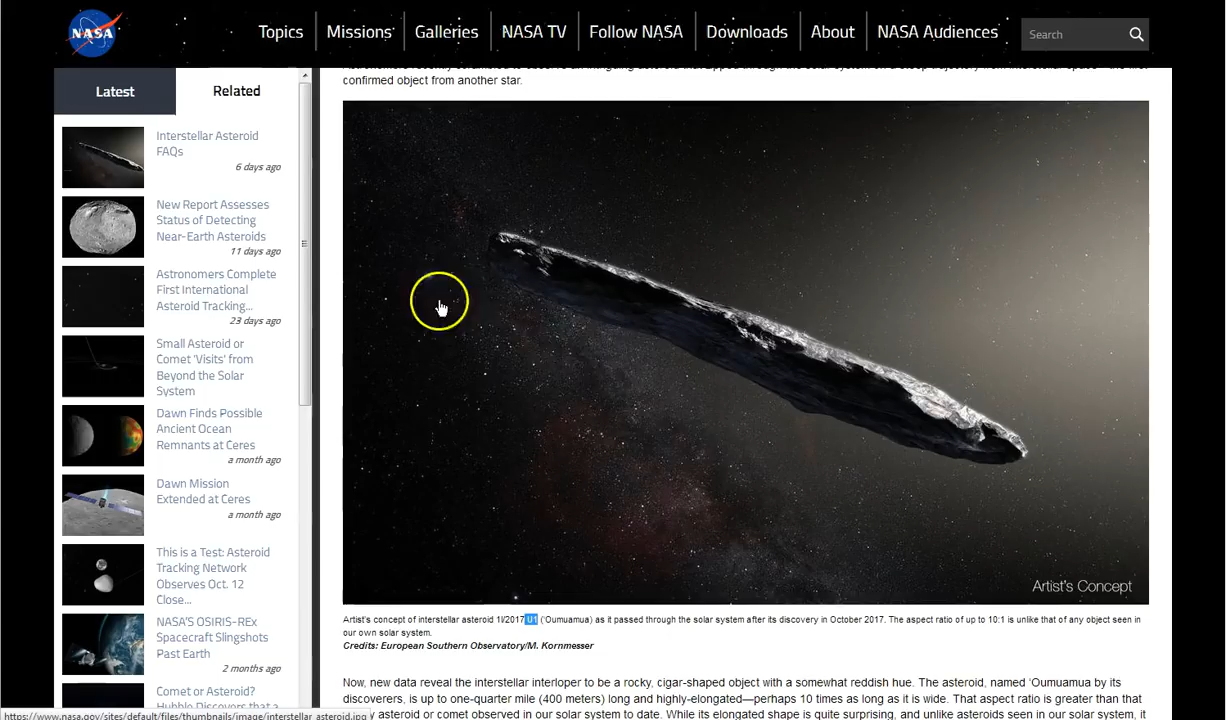 NASA
Topics
Missions
Galleries
NASA TV
Follow NASA
Downloads
About
NASA Audiences
Search
Latest
Related
Interstellar Asteroid
FAQs
6 days ago
New Report Assesses
Status of Detecting
Near-Earth Asteroids
11 days ago
Astronomers Complete
First International
Asteroid Tracking...
23 days ago
Small Asteroid or
Comet 'Visits' from
Beyond the Solar
System
Dawn Finds Possible
Ancient Ocean
Remnants at Ceres
a month ago
Dawn Mission
Extended at Ceres
a month ago
This is a Test: Asteroid
Tracking Network
Observes Oct. 12
Close...
NASA'S OSIRIS-REx
Spacecraft Slingshots
Past Earth
2 months ago
Comet or Asteroid?
Hubble Discovers that a
confirmed object from another star.
Artist's Concept
Artist's concept of interstellar asteroid 1I/2017 U1 ('Oumuamua) as it passed through the solar system after its discovery in October 2017. The aspect ratio of up to 10:1 is unlike that of any object seen in
our own solar system.
Credits: European Southern Observatory/M. Kornmesser
Now, new data reveal the interstellar interloper to be a rocky, cigar-shaped object with a somewhat reddish hue. The asteroid, named 'Oumuamua by its
discoverers, is up to one-quarter mile (400 meters) long and highly-elongated—perhaps 10 times as long as it is wide. That aspect ratio is greater than that
asteroid or comet observed in our solar system to date. While its elongated shape is quite surprising, and unlike asteroids seen in our solar system, it
https://www.nasa.gov/sites/default/files/thumbnails/image/interstellar_asteroid.jpg